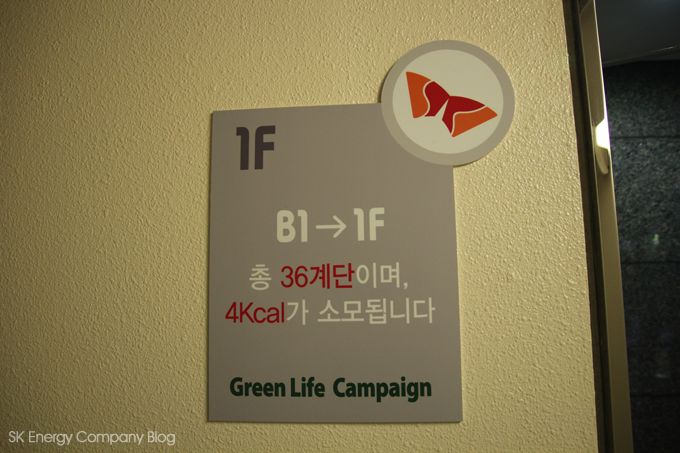 1F
B1→1F
총 36계단이며,
4Kcal가 소모됩니다
Green Life Campaign
SK Energy Company Blog